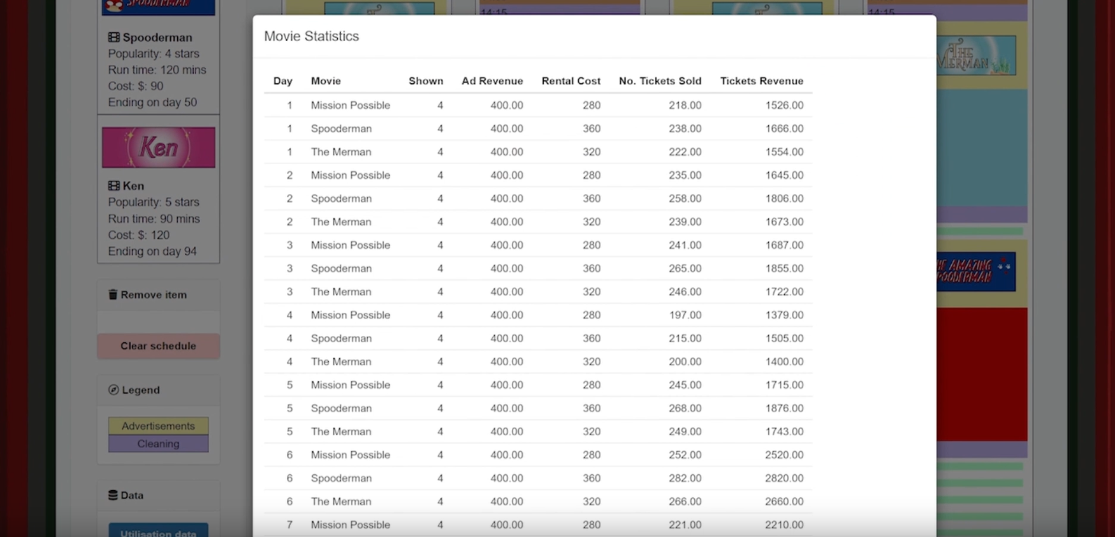 SPOODERMAN
Spooderman
Popularity: 4 stars
Run time: 120 mins
Cost: $: 90
Ending on day 50
Ken
Ken
Popularity: 5 stars
Run time: 90 mins
Cost: $: 120
Ending on day 94
Remove item
Clear schedule
Legend
Advertisements
Cleaning
Data
Utilisation data
14:15
14:15
Movie Statistics
Day Movie Shown Ad Revenue Rental Cost No. Tickets Sold Tickets Revenue
1 Mission Possible 4 400.00 280 218.00 1526.00
1 Spooderman 4 400.00 360 238.00 1666.00
1 The Merman 4 400.00 320 222.00 1554.00
2 Mission Possible 4 400.00 280 235.00 1645.00
2 Spooderman 4 400.00 360 258.00 1806.00
2 The Merman 4 400.00 320 239.00 1673.00
3 Mission Possible 4 400.00 280 241.00 1687.00
3 Spooderman 4 400.00 360 265.00 1855.00
3 The Merman 4 400.00 320 246.00 1722.00
4 Mission Possible 4 400.00 280 197.00 1379.00
4 Spooderman 4 400.00 360 215.00 1505.00
4 The Merman 4 400.00 320 200.00 1400.00
5 Mission Possible 4 400.00 280 245.00 1715.00
5 Spooderman 4 400.00 360 268.00 1876.00
5 The Merman 4 400.00 320 249.00 1743.00
6 Mission Possible 4 400.00 280 252.00 2520.00
6 Spooderman 4 400.00 360 282.00 2820.00
6 The Merman 4 400.00 320 266.00 2660.00
7 Mission Possible 4 400.00 280 221.00 2210.00
THE
MERMAN
AMAZING